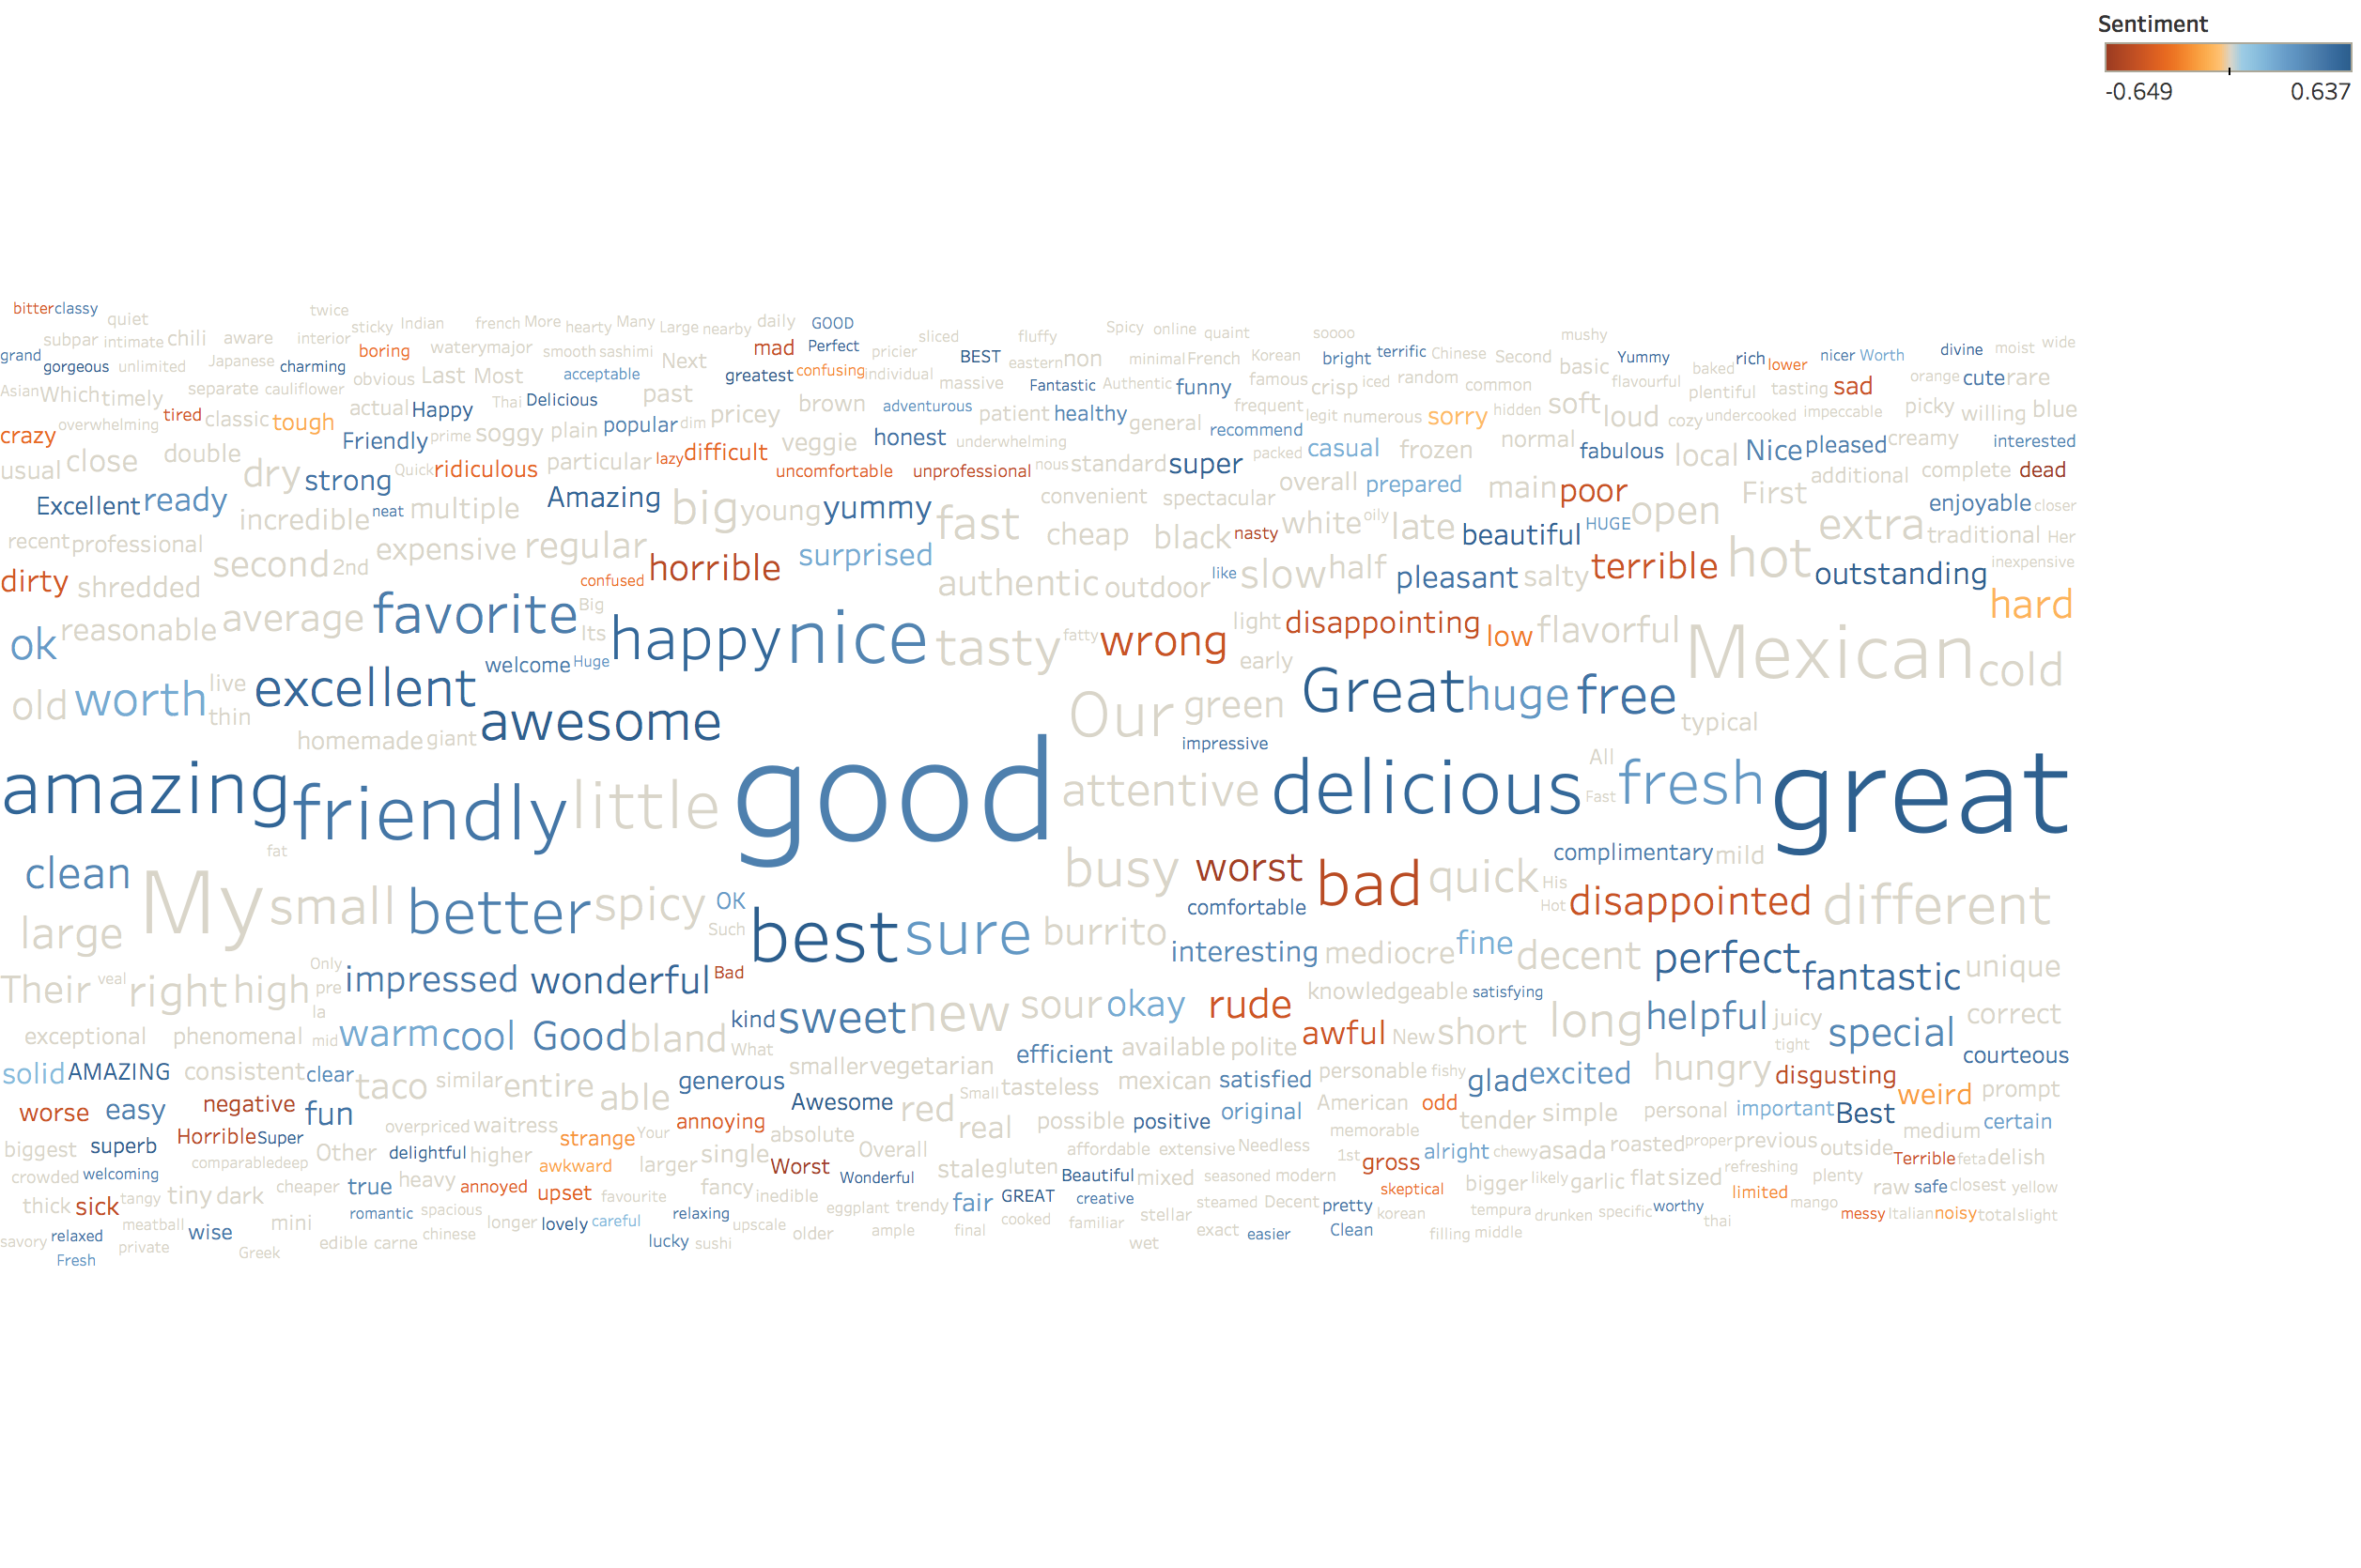 Sentiment
-0.649 0.637
bitter classy quiet twice
sticky Indian french More hearty Many Large nearby daily GOOD sliced fluffy Spicy online quaint soooo mushy
subpar intimate chili aware interior boring watery major smooth sashimi Next mad Perfect pricier BEST eastern non minimal French Korean bright terrific Chinese Second basic Yummy baked rich lower nicer Worth divine moist wide
grand gorgeous unlimited Japanese charming obvious Last Most acceptable greatest confusing individual massive Fantastic Authentic funny famous crisp iced random common flavourful plentiful tasting sad orange cute rare
Asian Which timely separate cauliflower actual Happy Thai Delicious past pricey brown adventurous patient healthy general frequent legit numerous sorry hidden soft loud cozy undercooked impeccable picky willing blue
crazy overwhelming tired classic tough Friendly prime soggy plain popular dim veggie honest underwhelming recommend casual frozen normal fabulous local Nice pleased creamy interested
usual close double dry strong Quick ridiculous particular lazy difficult uncomfortable unprofessional nous standard super packed overall prepared main poor First additional complete dead
Excellent ready incredible neat multiple Amazing big young yummy fast convenient spectacular white oily late beautiful HUGE open extra enjoyable closer
recent professional second 2nd expensive regular horrible surprised cheap black nasty terrible hot outstanding traditional Her inexpensive
dirty shredded confused authentic outdoor like slow half pleasant salty hard
ok reasonable average favorite Big Its happy nice tasty fatty wrong light disappointing low flavorful Mexican cold
old worth live thin excellent welcome Huge awesome Our green early Great huge free typical
homemade giant impressive
amazing friendly little good attentive delicious All Fast fresh great
clean fat busy worst bad quick His Hot complimentary mild
large My small better spicy OK Such best sure burrito comfortable interesting mediocre fine decent disappointed different
Their veal right high Only pre la impressed wonderful Bad perfect fantastic unique
exceptional phenomenal mid warm cool Good bland What kind sweet new sour okay rude knowledgeable satisfying awful New short long helpful juicy tight special correct
solid AMAZING consistent clear taco similar entire able generous smaller vegetarian efficient available polite courteous
worse easy negative fun Awesome red Small tasteless mexican satisfied personable fishy glad excited hungry disgusting weird prompt
biggest superb Horrible Super overpriced waitress strange Your annoying absolute real possible positive original American odd tender simple personal important Best medium certain
crowded welcoming comparable deep Other delightful higher awkward larger single Worst Overall stale gluten affordable extensive Needless memorable 1st gross alright chewy asada roasted proper previous outside Terrible feta delish
thick sick tangy tiny dark cheaper true heavy annoyed upset favourite fancy inedible Wonderful Beautiful mixed seasoned modern skeptical bigger likely garlic flat sized refreshing limited plenty raw safe closest yellow
savory relaxed meatball private wise mini romantic spacious longer lovely careful relaxing upscale eggplant trendy fair GREAT creative steamed Decent pretty korean tempura drunken specific worthy thai mango messy Italian noisy total slight
Fresh Greek edible carne chinese lucky sushi older ample final cooked familiar stellar wet exact easier Clean filling middle